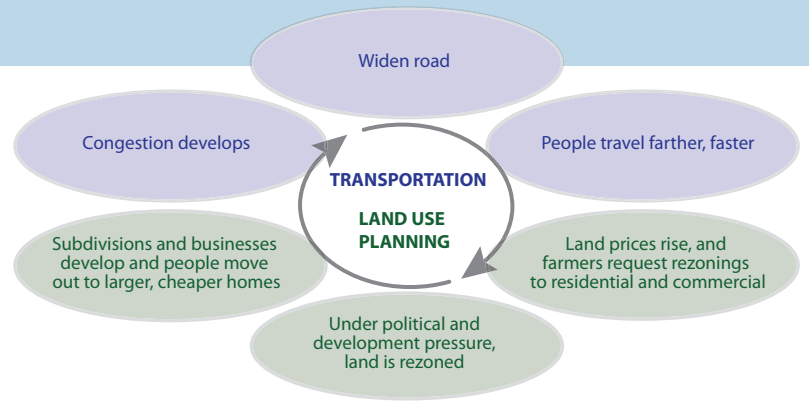 Widen road
People travel farther, faster
Land prices rise, and
farmers request rezonings
to residential and commercial
Under political and
development pressure,
land is rezoned
Subdivisions and businesses
develop and people move
out to larger, cheaper homes
Congestion develops
TRANSPORTATION
LAND USE
PLANNING